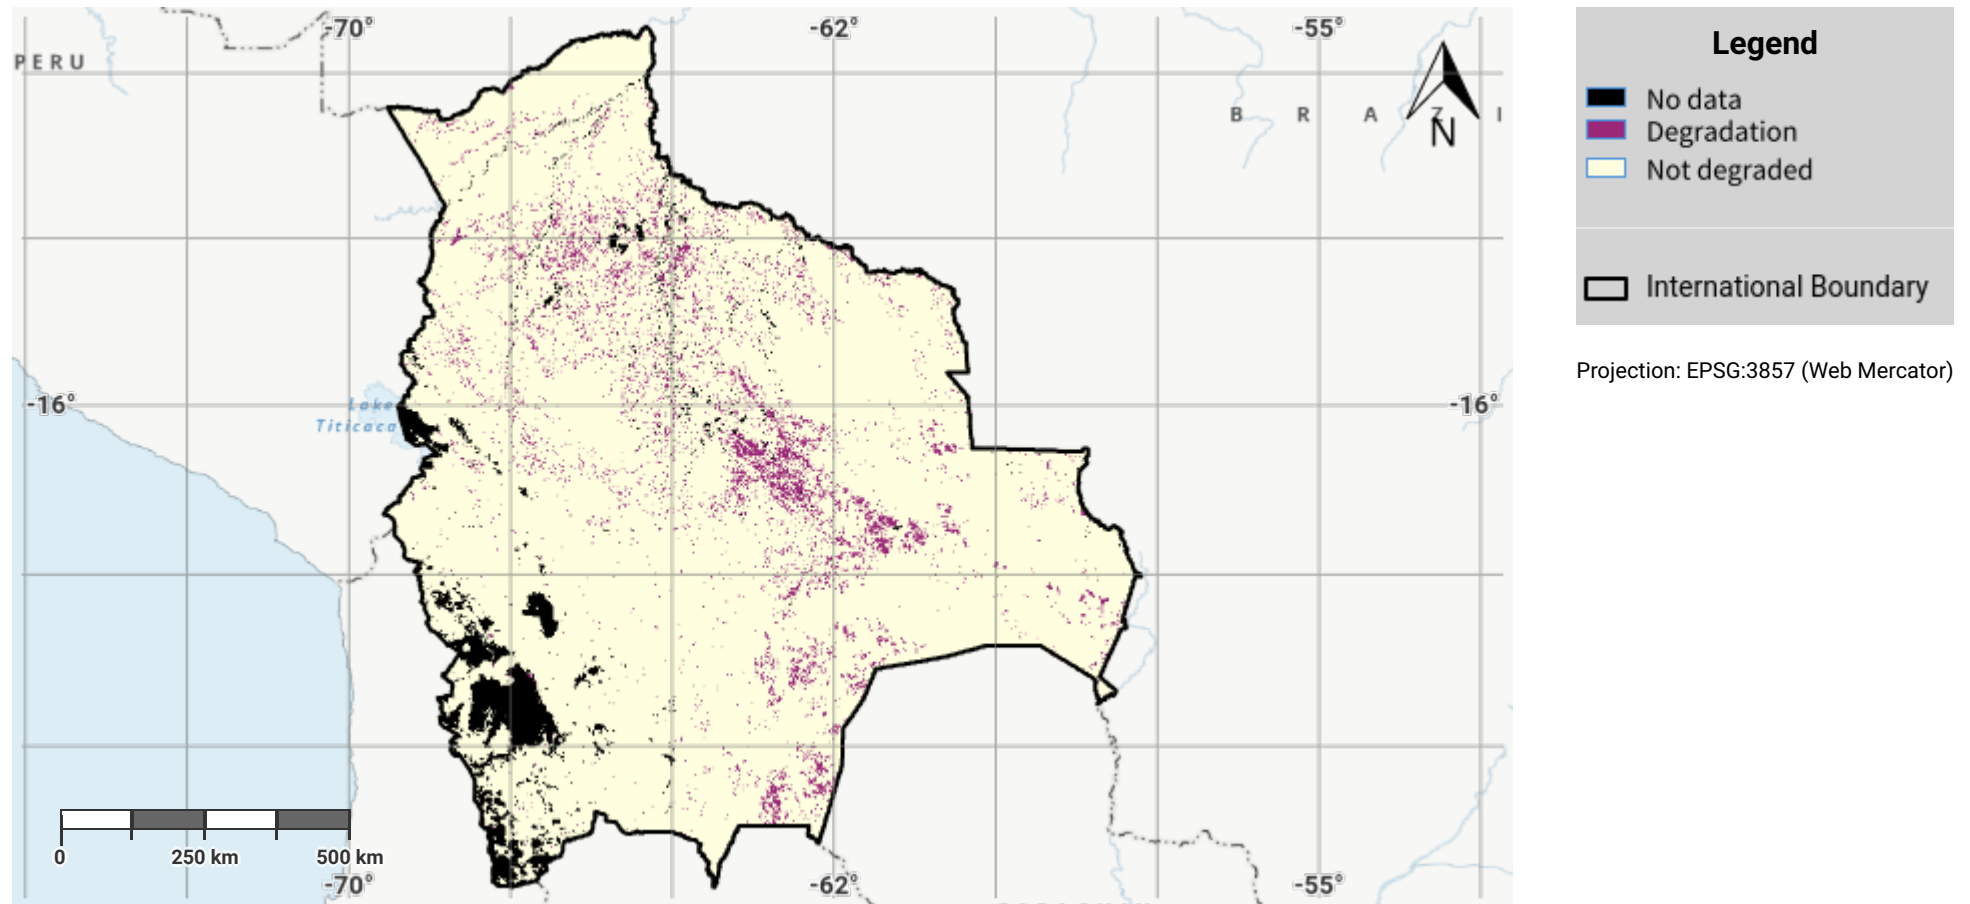 -70°
-62°
-55°
PERU
B R A Z I
N
-16°
-16°
Lake
Titicaca
0
250 km
500 km
-70°
-62°
-55°
Legend
No data
Degradation
Not degraded
International Boundary
Projection: EPSG:3857 (Web Mercator)